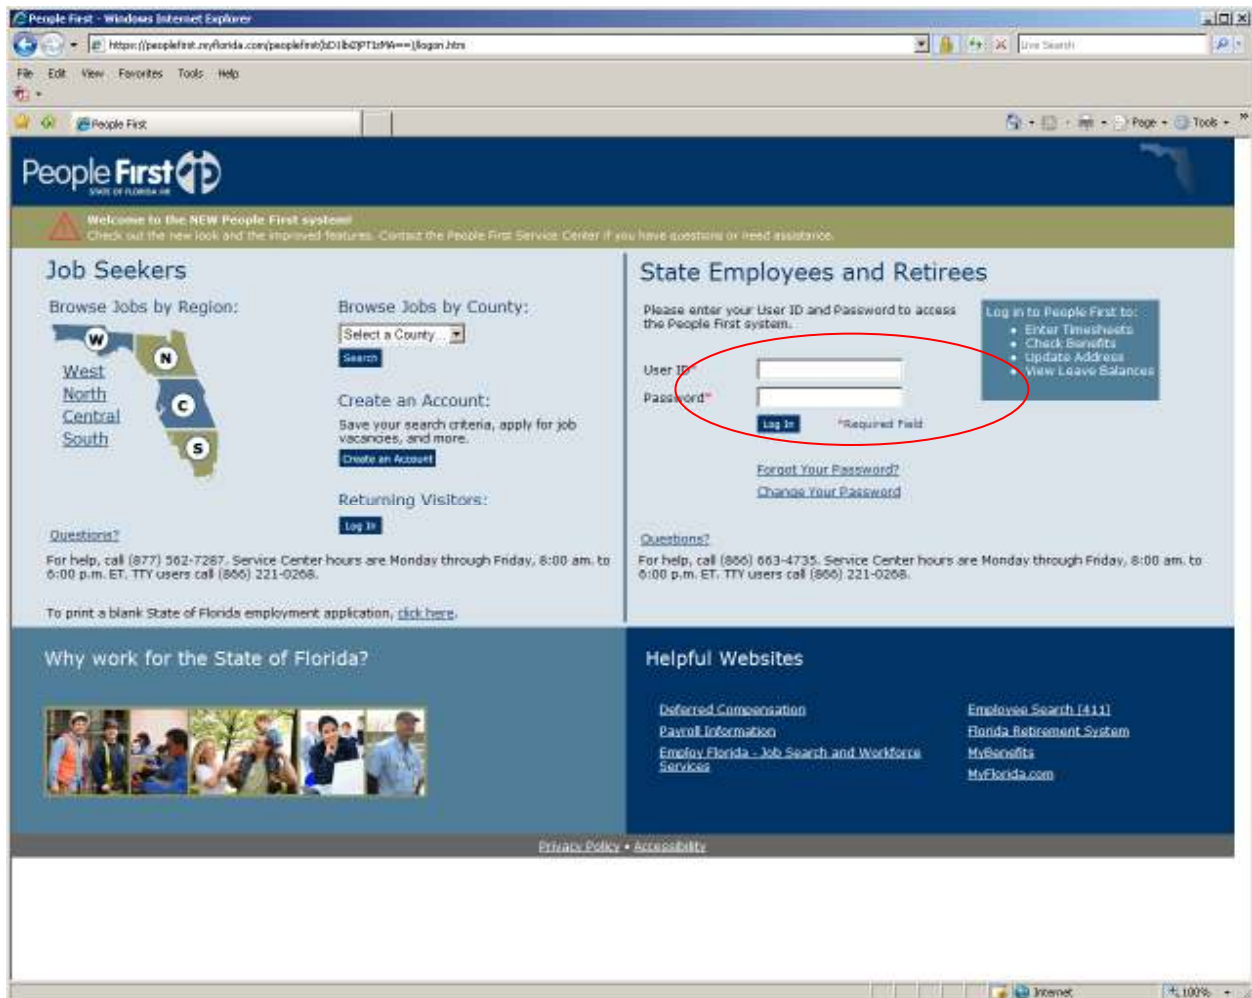 People First - Windows Internet Explorer
Live Search
File Edit View Favorites Tools Help
People First
Page Tools
People First
STATE OF FLORIDA HR
Welcome to the NEW People First system!
Check out the new look and the improved features. Contact the People First Service Center if you have questions or need assistance.
Job Seekers
Browse Jobs by Region:
W
N
C
S
West
North
Central
South
Browse Jobs by County:
Select a County
Search
Create an Account:
Save your search criteria, apply for job
vacancies, and more.
Create an Account
Returning Visitors:
Log In
Questions?
For help, call (877) 562-7287. Service Center hours are Monday through Friday, 8:00 am. to
6:00 p.m. ET. TTY users call (866) 221-0268.
To print a blank State of Florida employment application, click here.
State Employees and Retirees
Please enter your User ID and Password to access
the People First system.
User ID*
Password*
Log In *Required Field
Forgot Your Password?
Change Your Password
Log in to People First to:
• Enter Timesheets
• Check Benefits
• Update Address
• View Leave Balances
Questions?
For help, call (866) 663-4735. Service Center hours are Monday through Friday, 8:00 am. to
6:00 p.m. ET. TTY users call (866) 221-0268.
Why work for the State of Florida?
Helpful Websites
Deferred Compensation
Payroll Information
Employ Florida - Job Search and Workforce
Services
Employee Search [411]
Florida Retirement System
MyBenefits
MyFlorida.com
Privacy Policy • Accessibility
Internet 100%